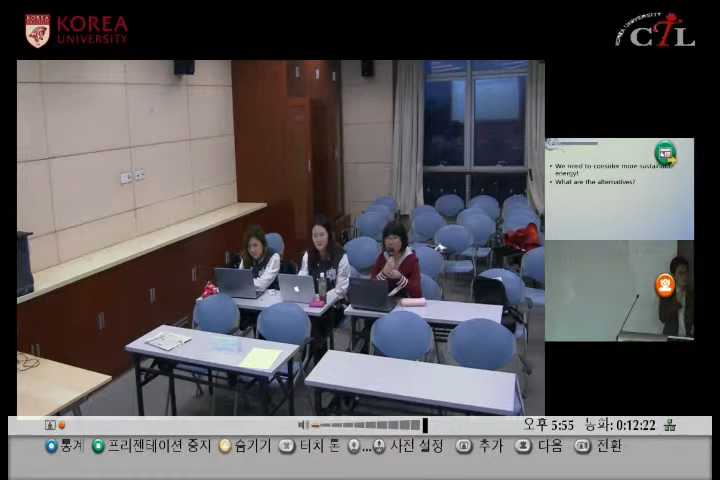 KOREA
UNIVERSITY
KOREA UNIVERSITY
CTL
• We need to consider more sustainable
energy!
• What are the alternatives?
오후 5:55 녹화: 0:12:22
통계 프리젠테이션 중지 숨기기 터치 톤 ... 사전 설정 추가 다음 전환